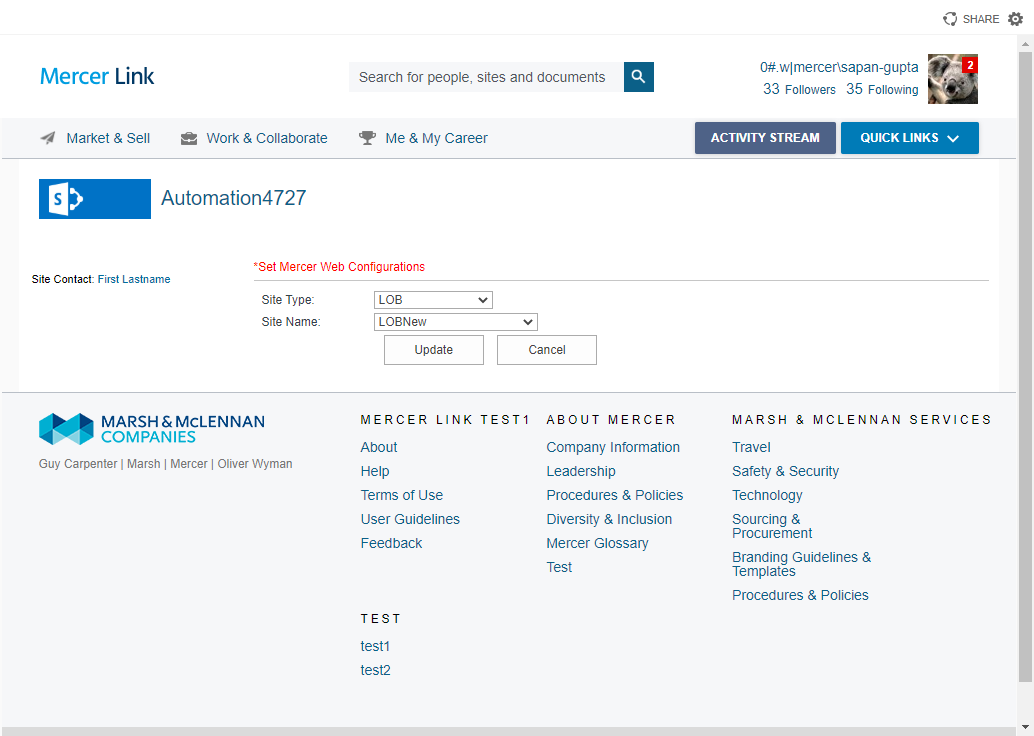 SHARE
Mercer Link
Search for people, sites and documents
0#.w|mercer\sapan-gupta
2
33 Followers 35 Following
Market & Sell
Work & Collaborate
Me & My Career
ACTIVITY STREAM
QUICK LINKS
S
Automation4727
Site Contact: First Lastname
*Set Mercer Web Configurations
Site Type:
LOB
Site Name:
LOBNew
Update
Cancel
MARSH & McLENNAN
COMPANIES
Guy Carpenter | Marsh | Mercer | Oliver Wyman
MERCER LINK TEST1
About
Help
Terms of Use
User Guidelines
Feedback
ABOUT MERCER
Company Information
Leadership
Procedures & Policies
Diversity & Inclusion
Mercer Glossary
Test
MARSH & MCLENNAN SERVICES
Travel
Safety & Security
Technology
Sourcing &
Procurement
Branding Guidelines &
Templates
Procedures & Policies
TEST
test1
test2